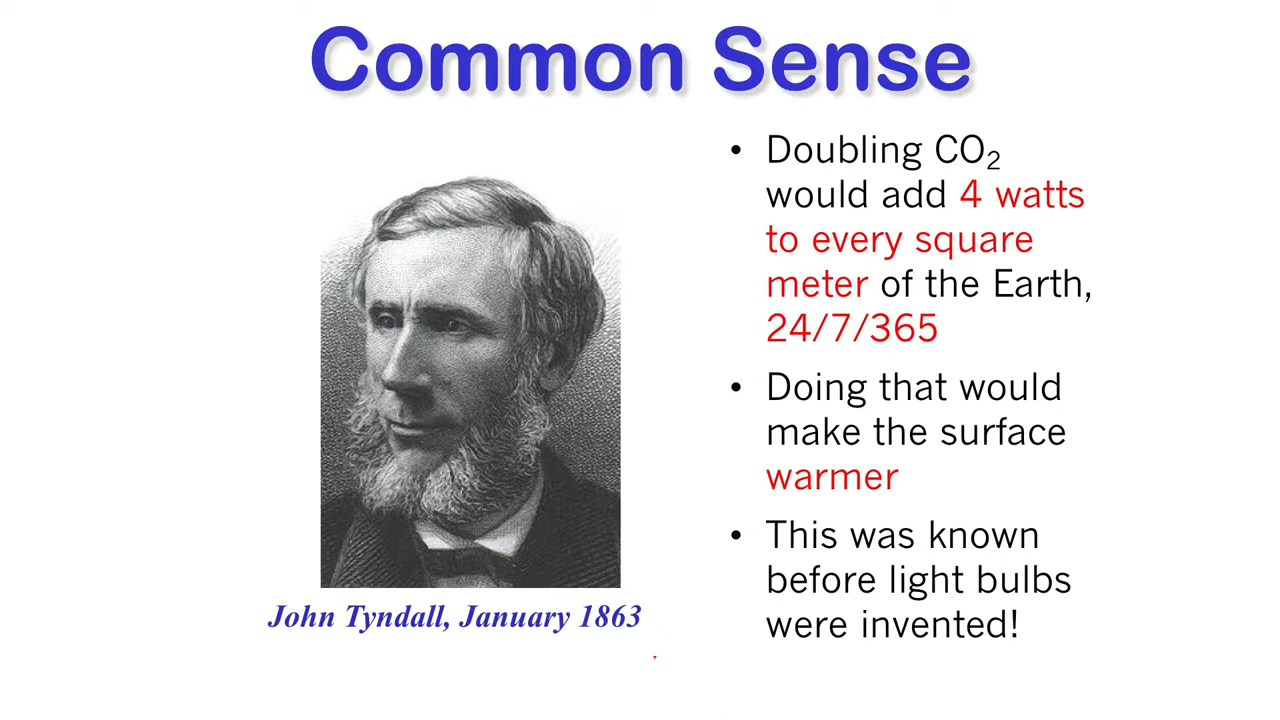 Common Sense
• Doubling CO₂
would add 4 watts
to every square
meter of the Earth,
24/7/365
• Doing that would
make the surface
warmer
• This was known
before light bulbs
were invented!
John Tyndall, January 1863